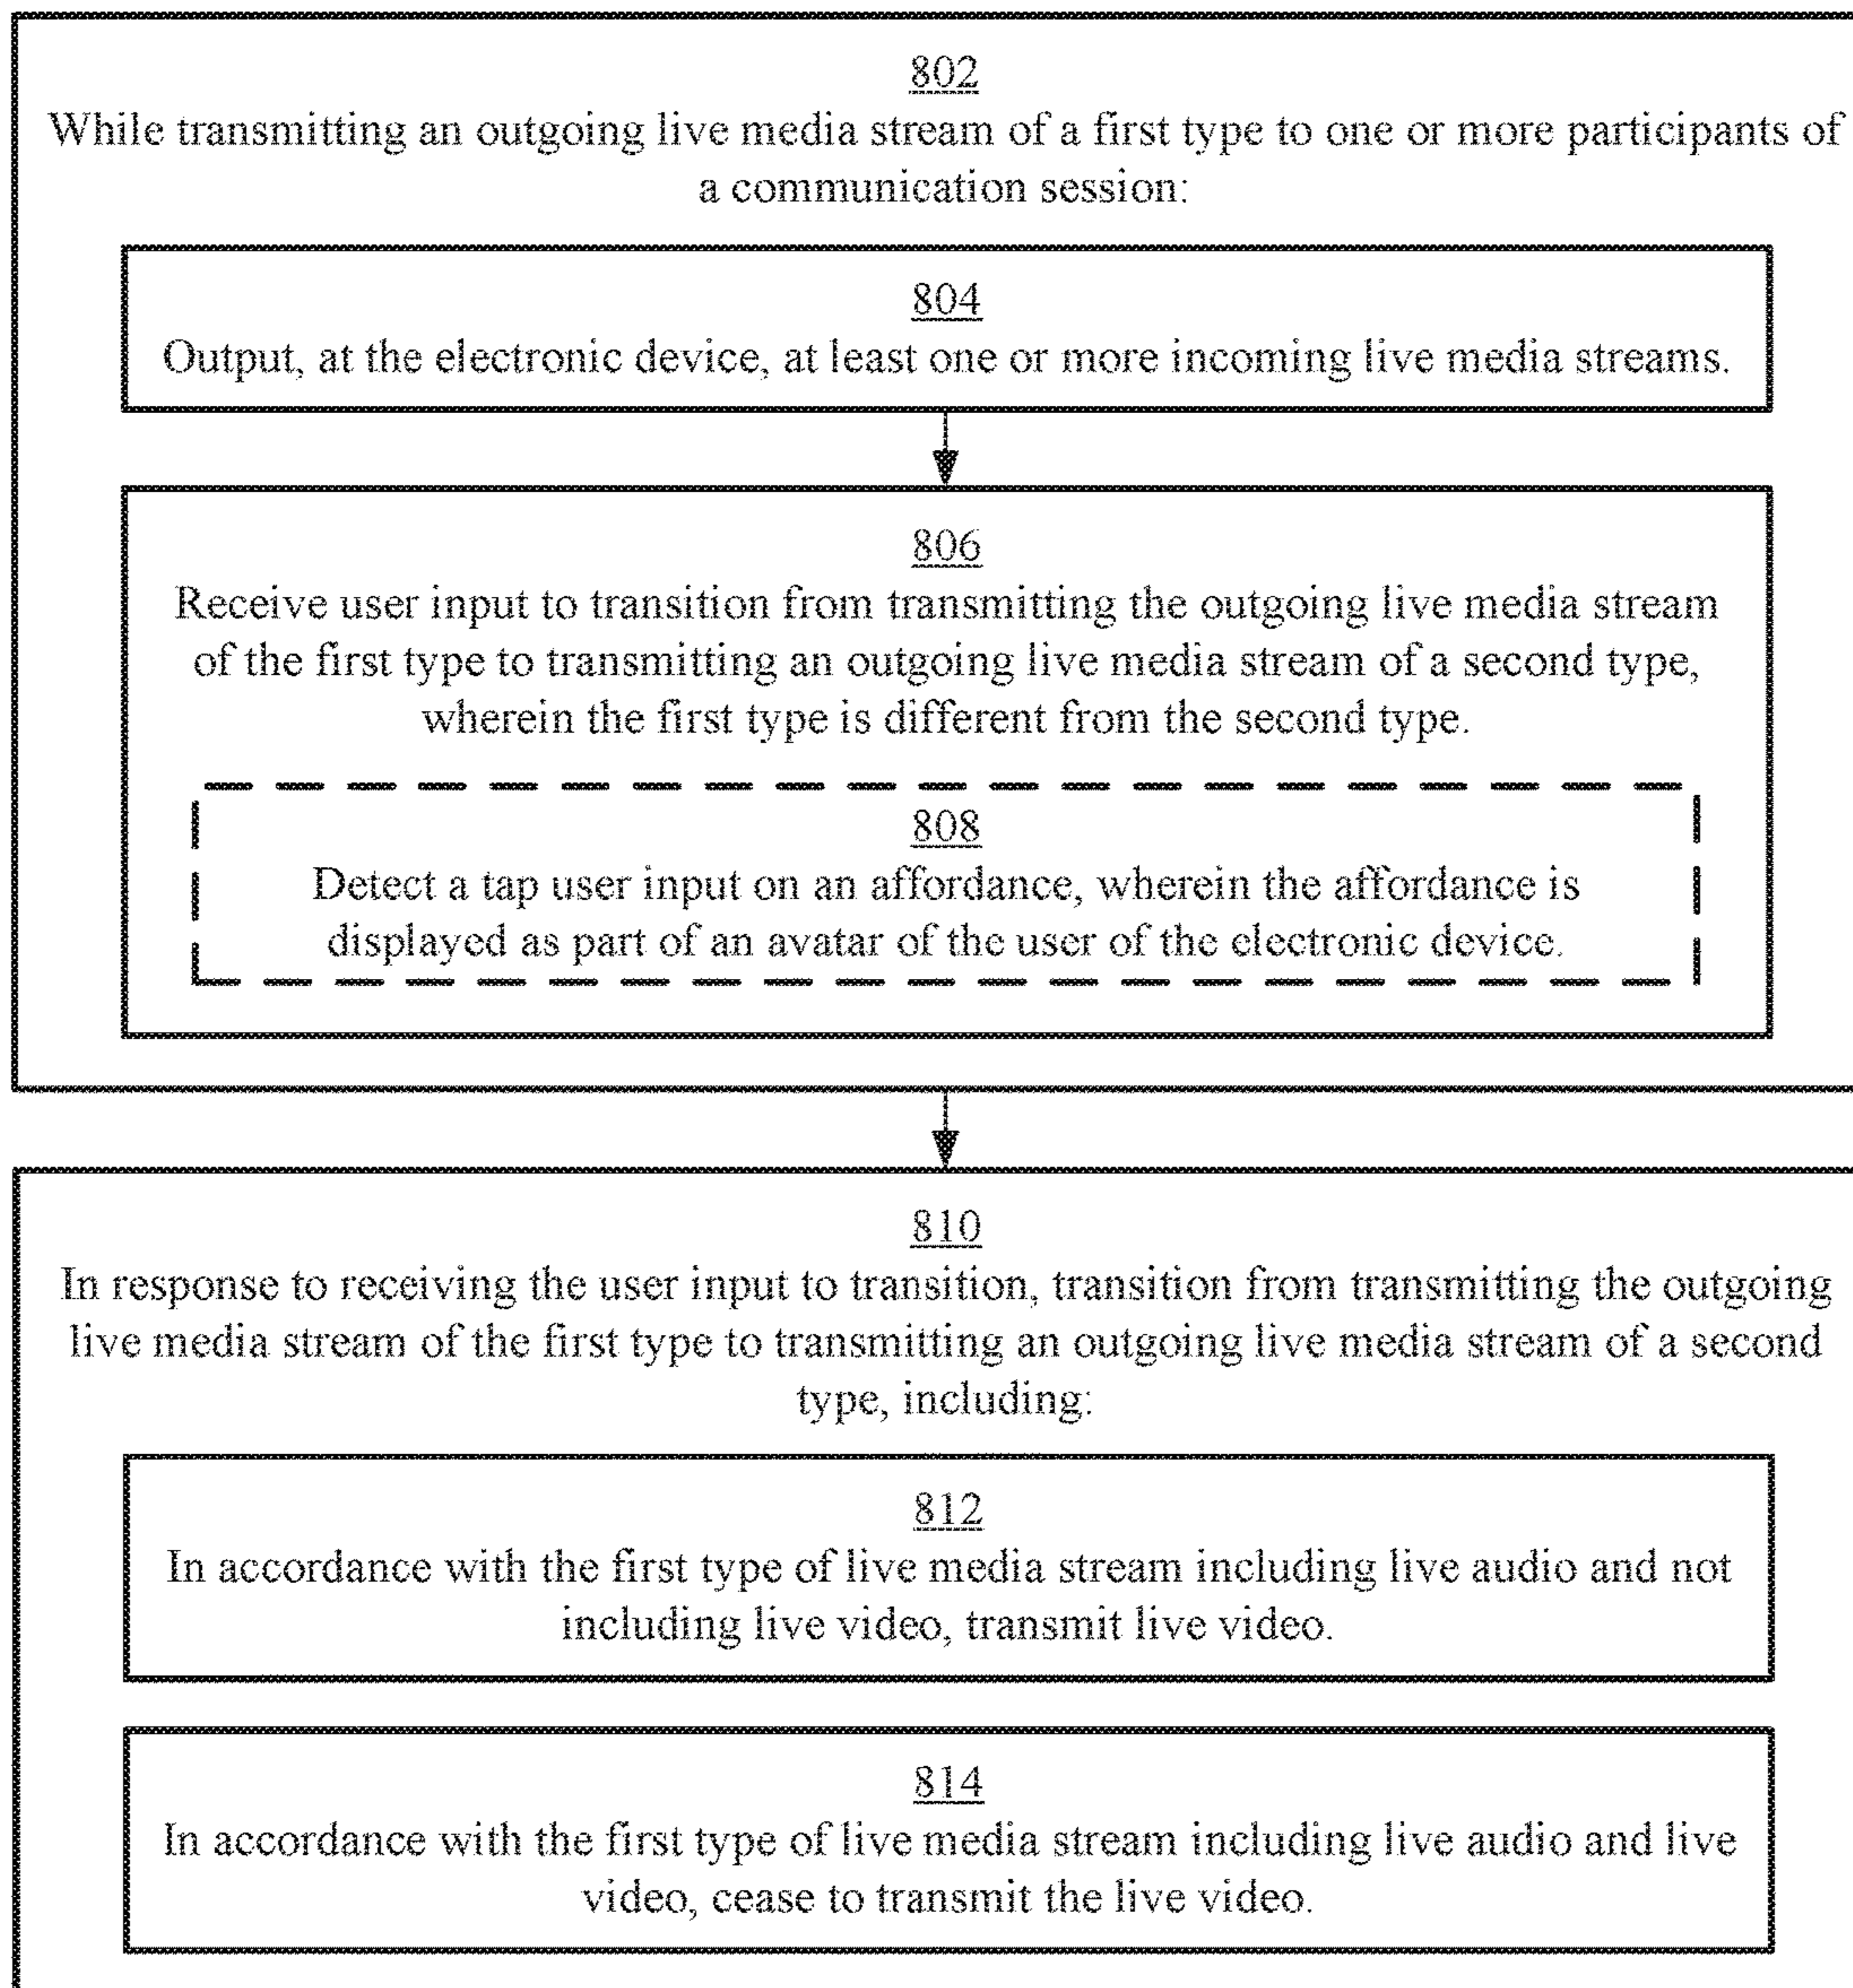 802
While transmitting an outgoing live media stream of a first type to one or more participants of
a communication session:
804
Output, at the electronic device, at least one or more incoming live media streams.
806
Receive user input to transition from transmitting the outgoing live media stream
of the first type to transmitting an outgoing live media stream of a second type,
wherein the first type is different from the second type.
808
Detect a tap user input on an affordance, wherein the affordance is
displayed as part of an avatar of the user of the electronic device.
810
In response to receiving the user input to transition, transition from transmitting the outgoing
live media stream of the first type to transmitting an outgoing live media stream of a second
type, including:
812
In accordance with the first type of live media stream including live audio and not
including live video, transmit live video.
814
In accordance with the first type of live media stream including live audio and live
video, cease to transmit the live video.